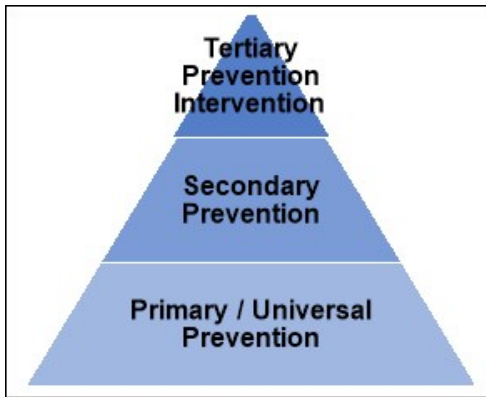 Tertiary
Prevention
Intervention
Secondary
Prevention
Primary / Universal
Prevention